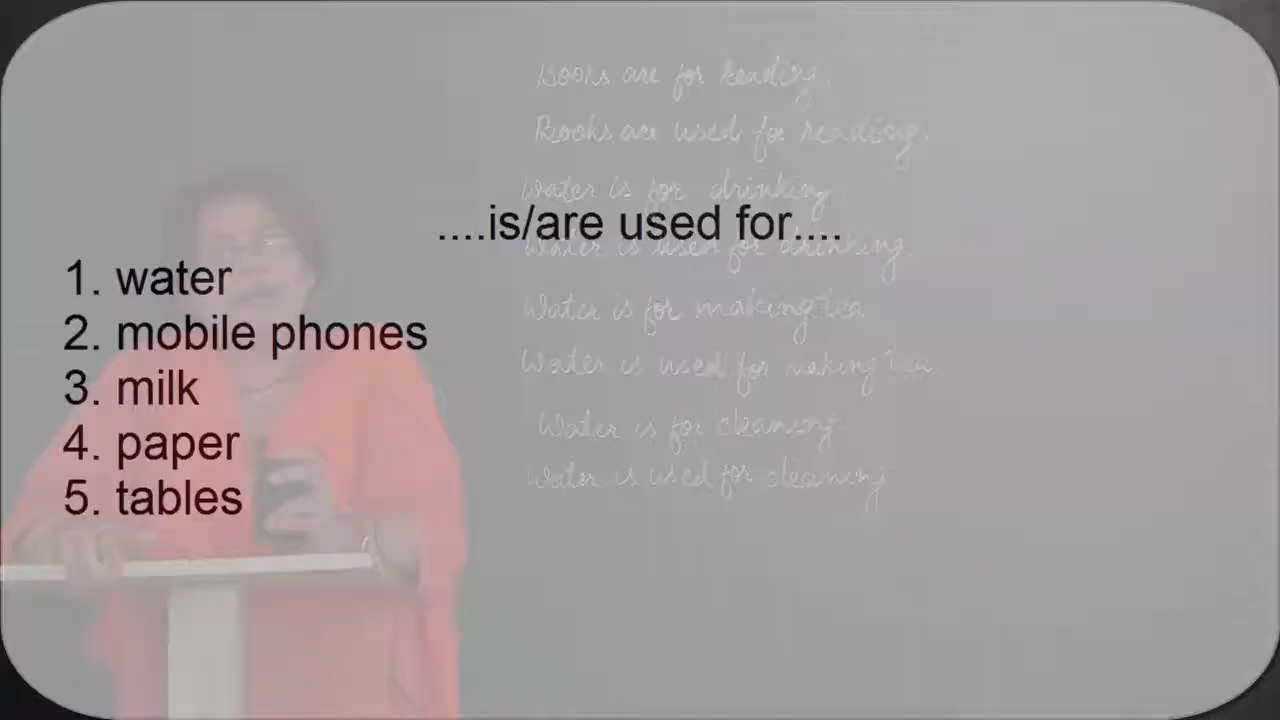 Books are for Reading.
Books are used for reading.
Water is for drinking.
....is/are used for....
Water is used for drinking.
1. water
Water is for making tea
2. mobile phones
Water is used for making tea
3. milk
Water is for cleaning
4. paper
Water is used for cleaning
5. tables